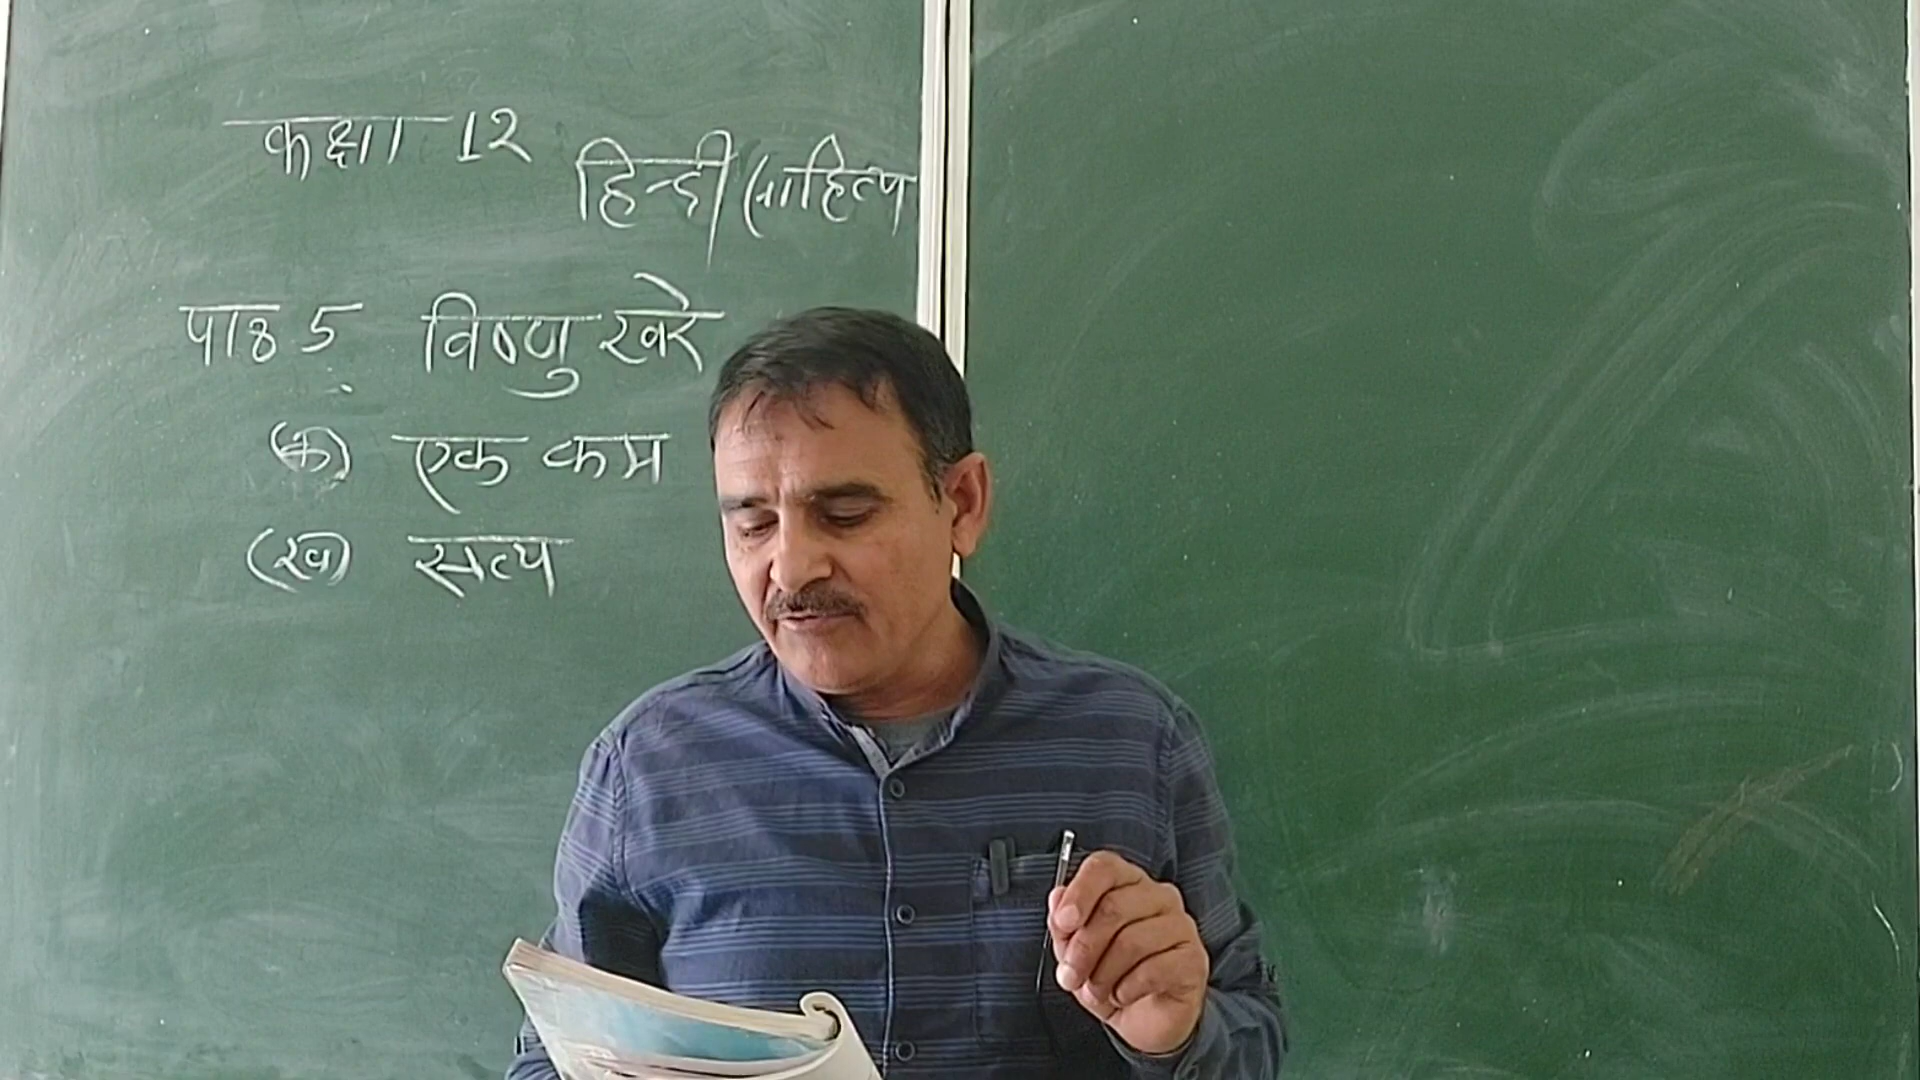 कक्षा 12
हिन्दी साहित्य
पाठ 5 विष्णु खरे
(क) एक कम
(ख) सत्य